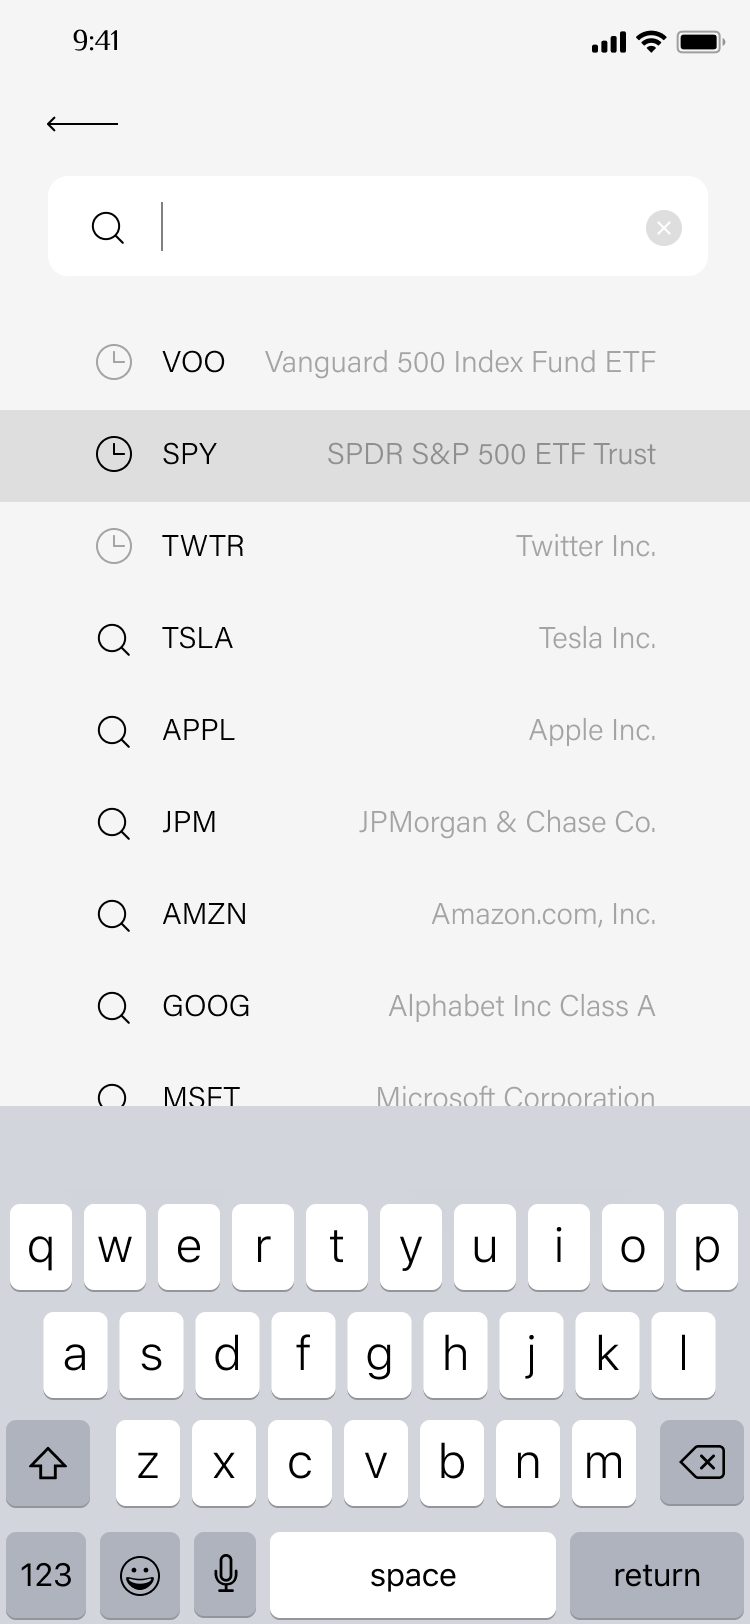 9:41
VOO Vanguard 500 Index Fund ETF
SPY SPDR S&P 500 ETF Trust
TWTR Twitter Inc.
TSLA Tesla Inc.
APPL Apple Inc.
JPM JPMorgan & Chase Co.
AMZN Amazon.com, Inc.
GOOG Alphabet Inc Class A
MSFT Microsoft Corporation
q w e r t y u i o p
a s d f g h j k l
z x c v b n m
123 space return